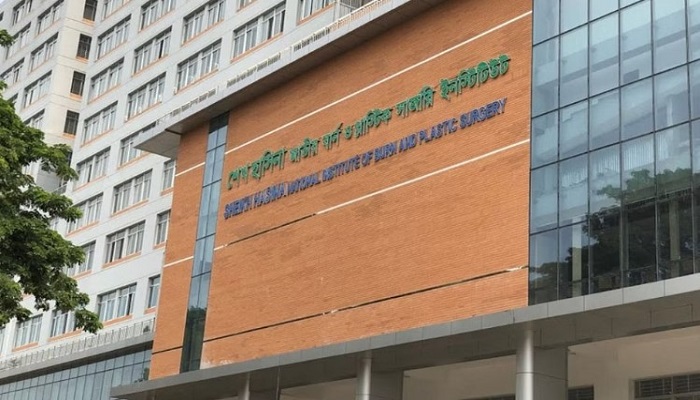 শেখ হাসিনা জাতীয় বার্ন ও প্লাস্টিক সার্জারি ইনস্টিটিউট
SHEIKH HASINA NATIONAL INSTITUTE OF BURN AND PLASTIC SURGERY